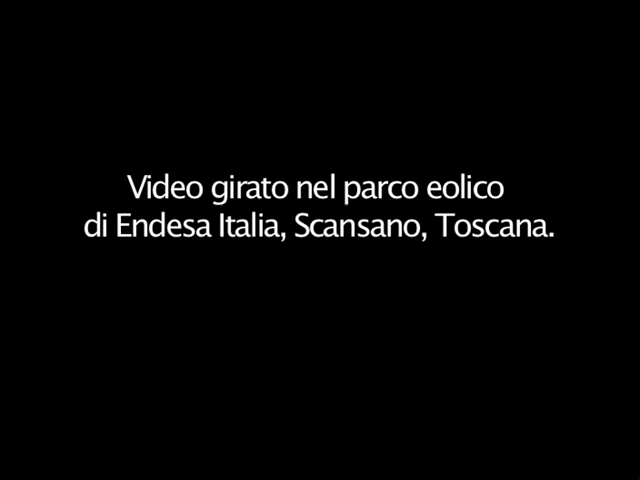 Video girato nel parco eolico
di Endesa Italia, Scansano, Toscana.